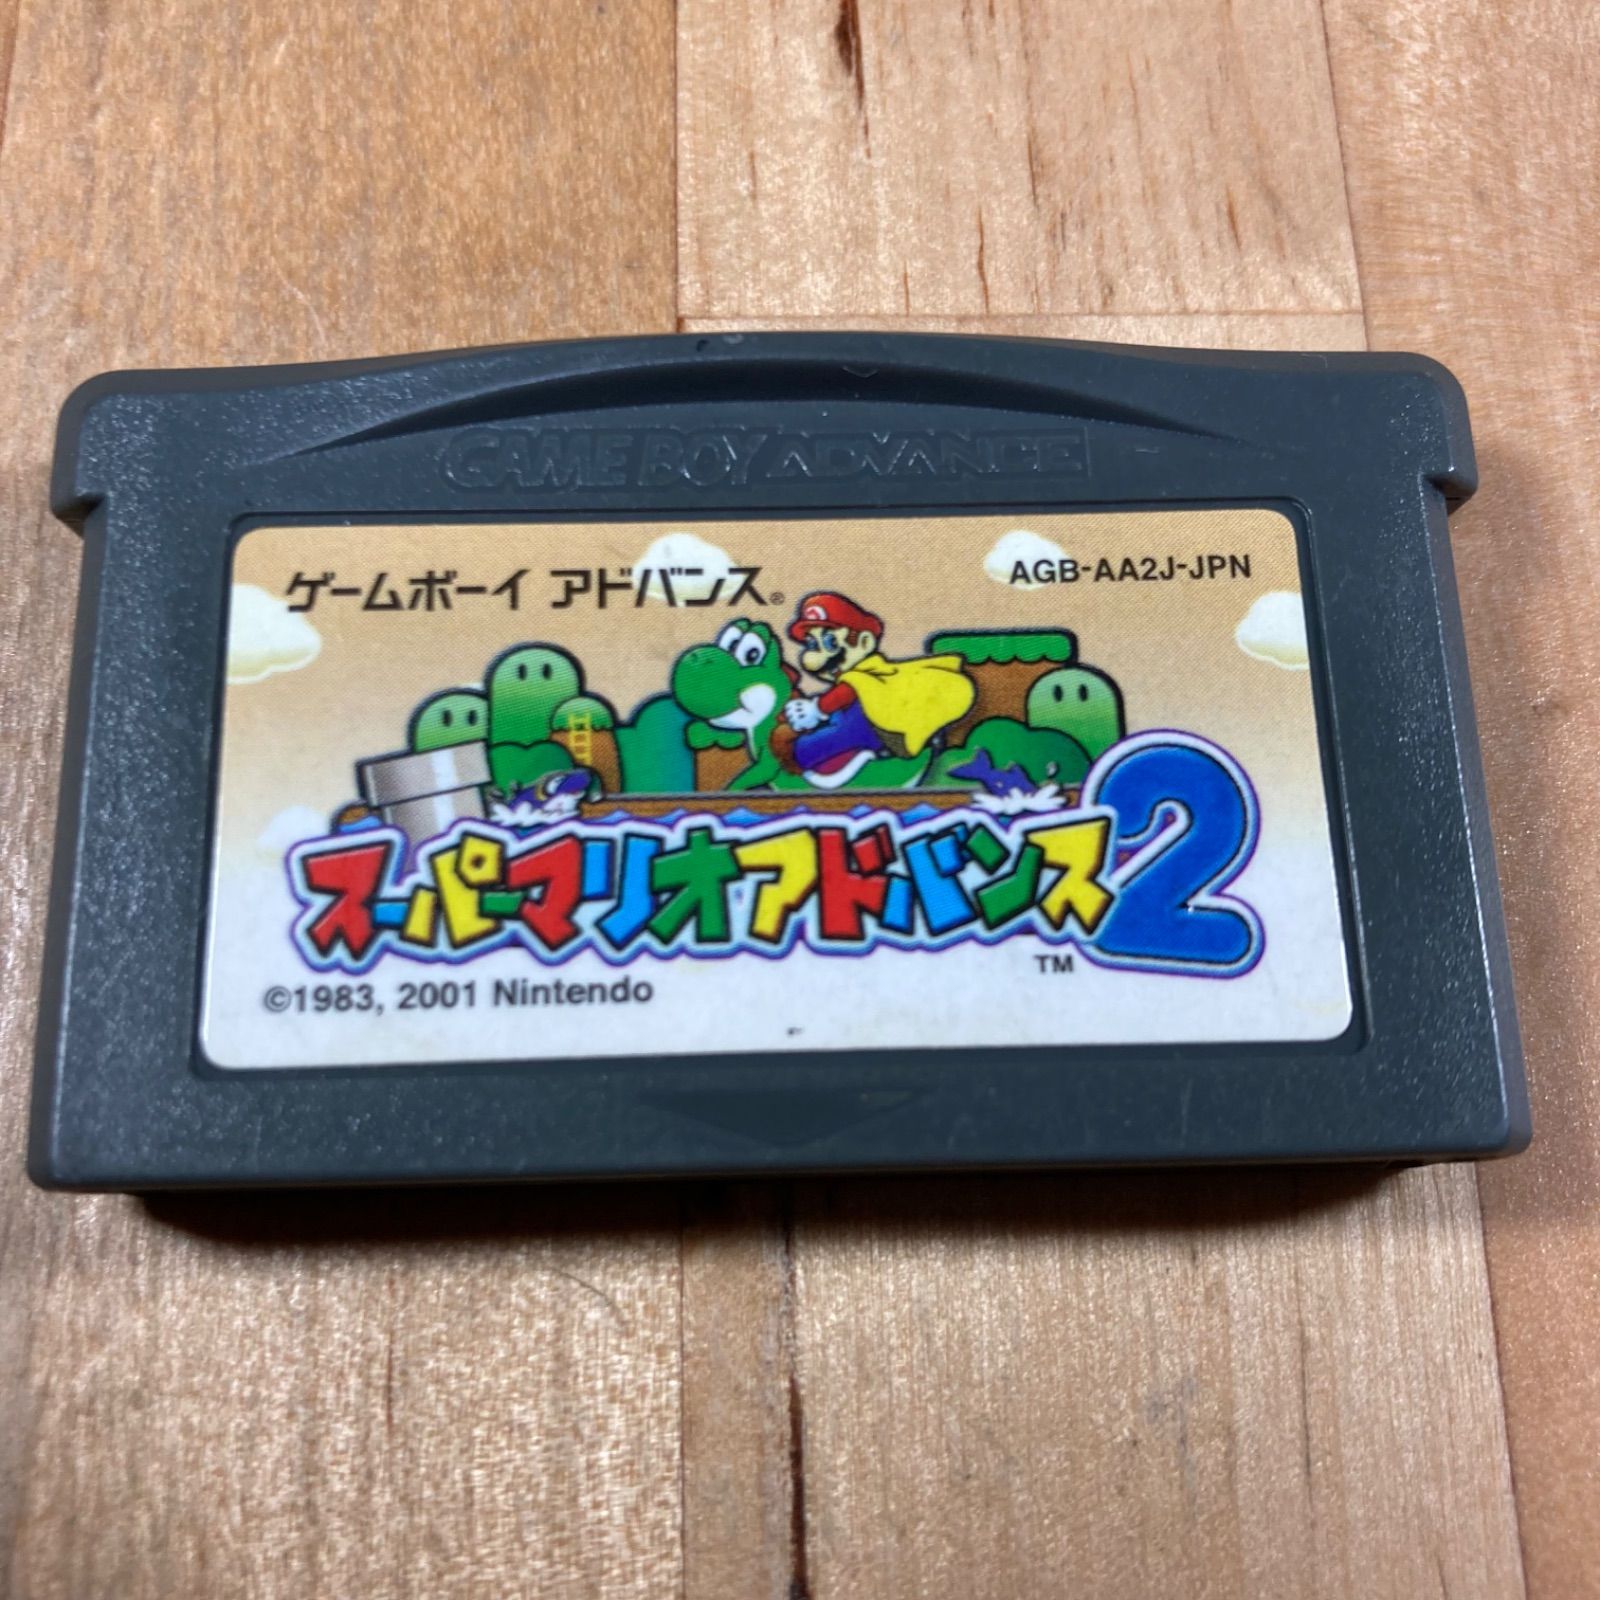 GAME BOY ADVANCE
ゲームボーイ アドバンス®
AGB-AA2J-JPN
M
スーパーマリオアドバンス2
TM
©1983, 2001 Nintendo